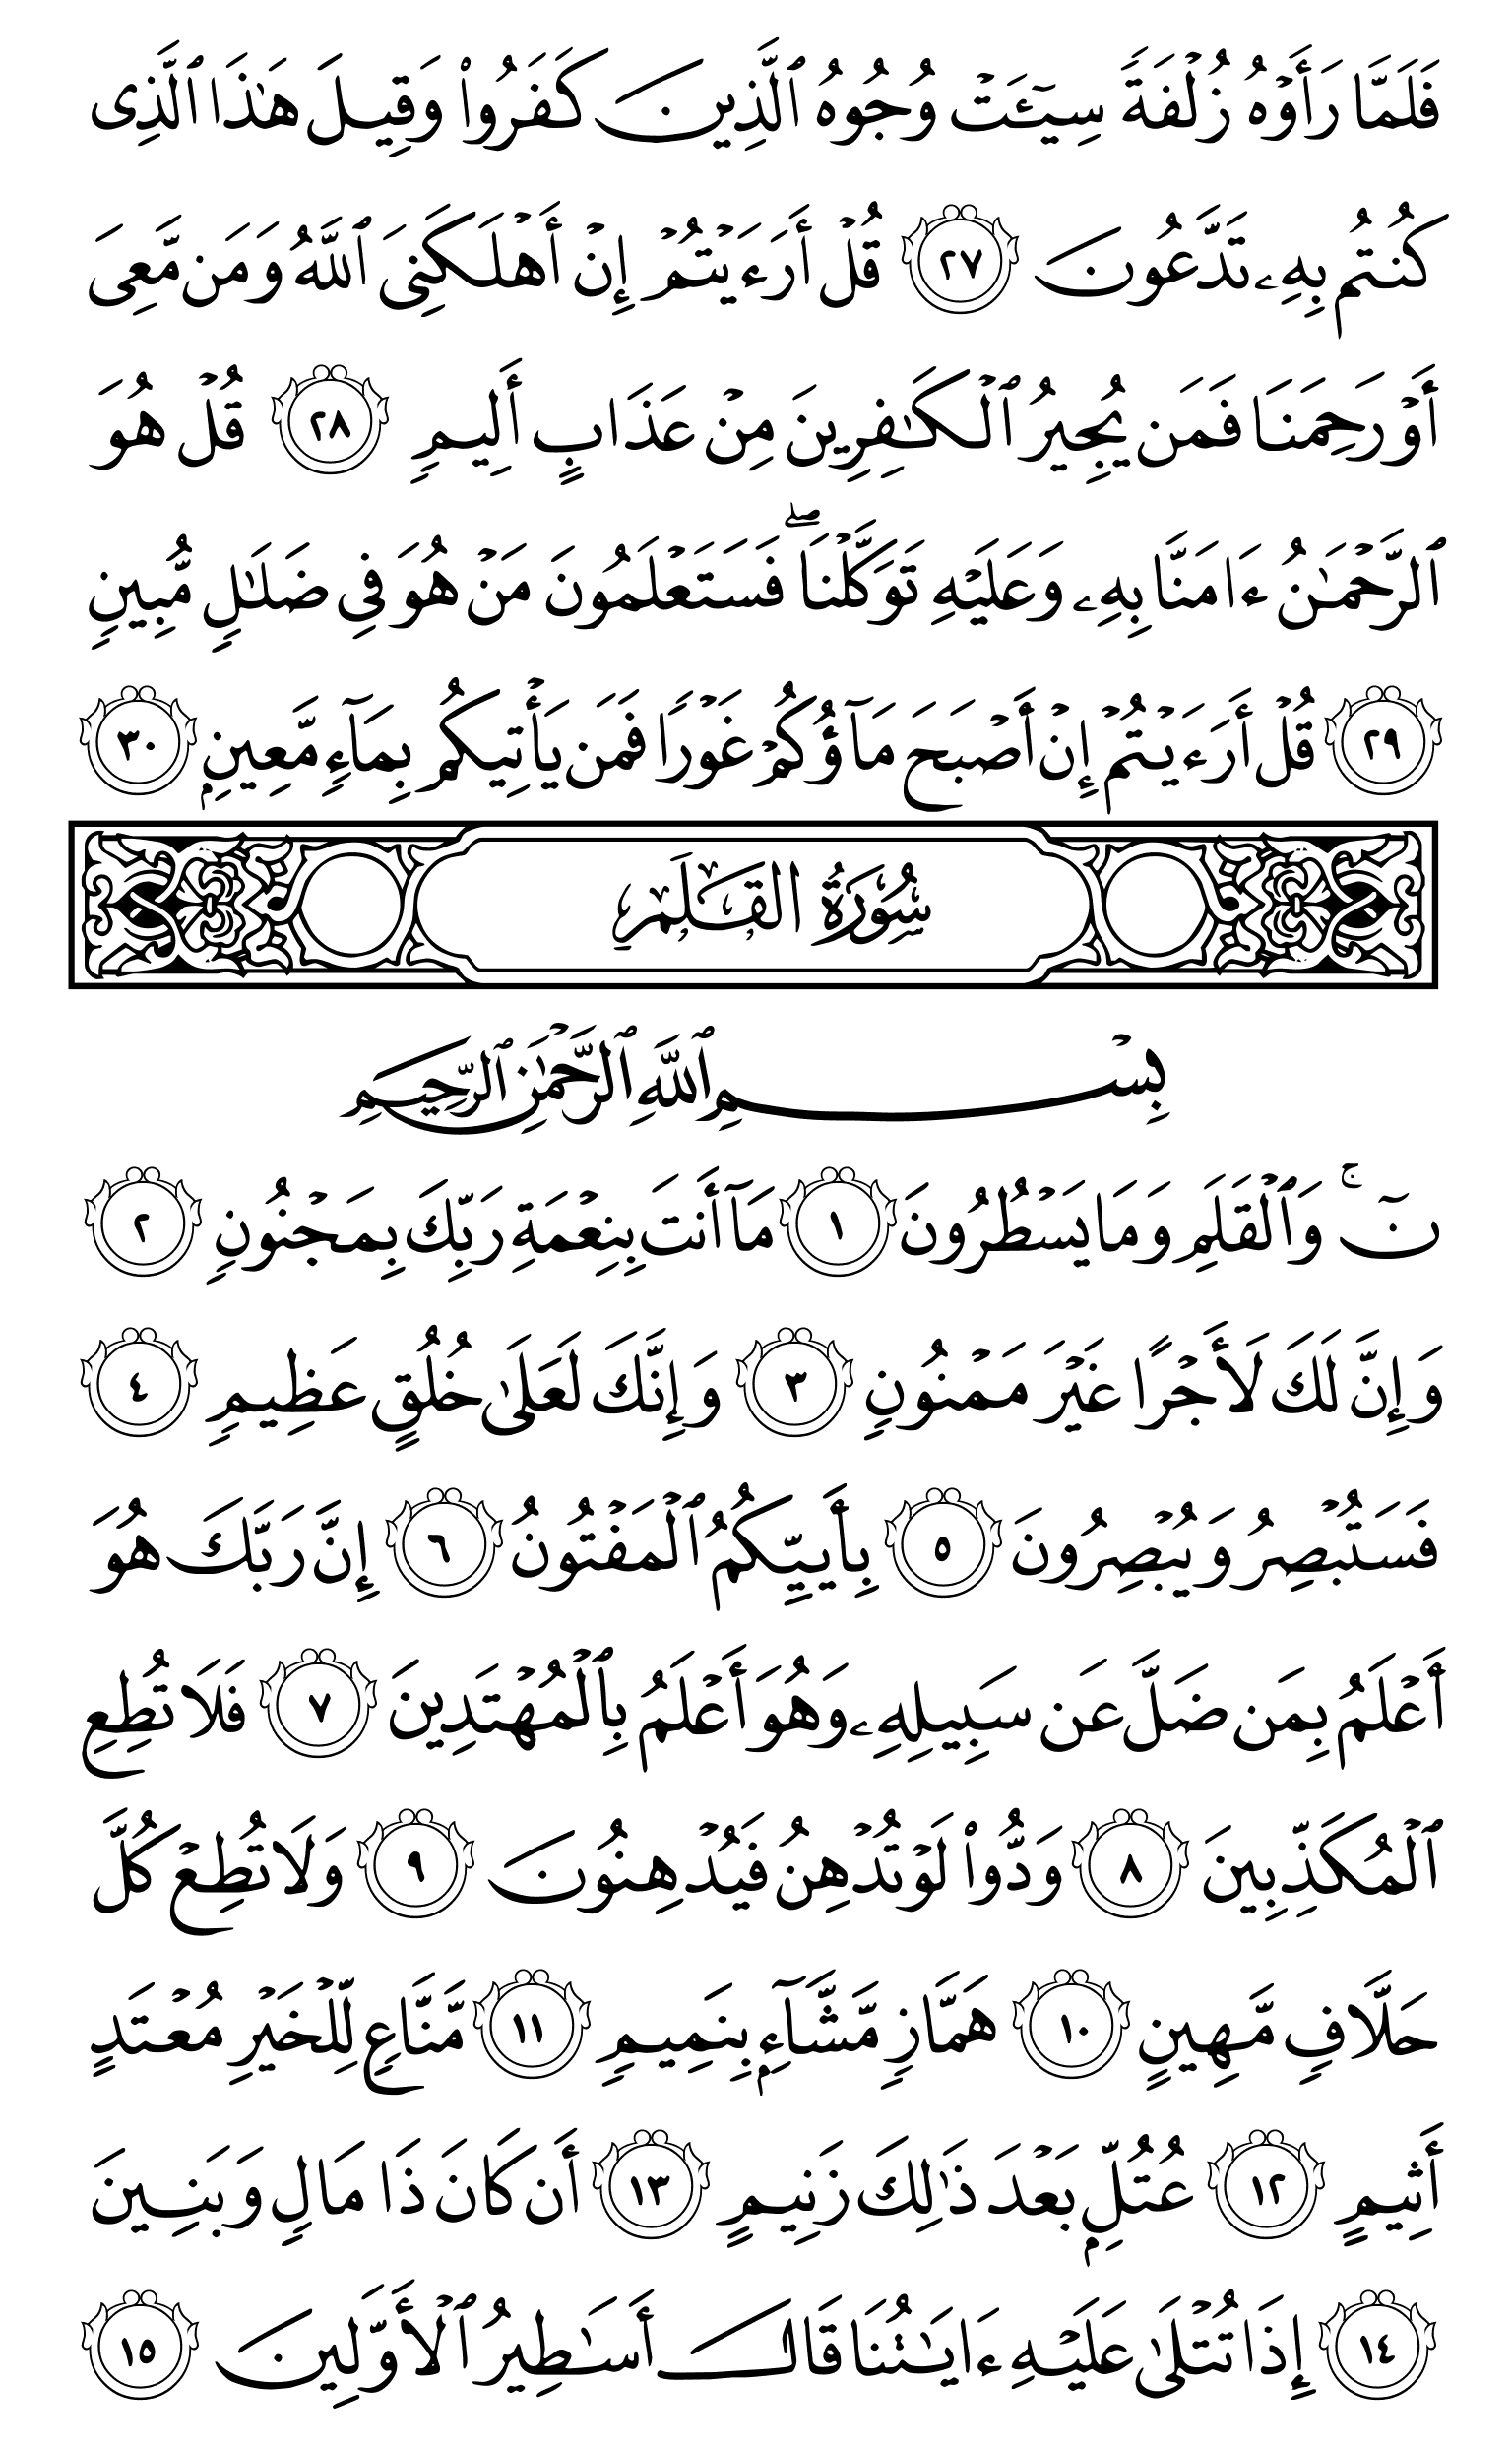 فَلَمَّا رَأَوۡهُ زُلۡفَةٗ سِيٓـَٔتۡ وُجُوهُ ٱلَّذِينَ كَفَرُواْ وَقِيلَ هَٰذَا ٱلَّذِي
كُنتُم بِهِۦ تَدَّعُونَ ٢٧ قُلۡ أَرَءَيۡتُمۡ إِنۡ أَهۡلَكَنِيَ ٱللَّهُ وَمَن مَّعِيَ
أَوۡ رَحِمَنَا فَمَن يُجِيرُ ٱلۡكَٰفِرِينَ مِنۡ عَذَابٍ أَلِيمٖ ٢٨ قُلۡ هُوَ
ٱلرَّحۡمَٰنُ ءَامَنَّا بِهِۦ وَعَلَيۡهِ تَوَكَّلۡنَاۖ فَسَتَعۡلَمُونَ مَنۡ هُوَ فِي ضَلَٰلٖ مُّبِينٖ
٢٩ قُلۡ أَرَءَيۡتُمۡ إِنۡ أَصۡبَحَ مَآؤُكُمۡ غَوۡرٗا فَمَن يَأۡتِيكُم بِمَآءٖ مَّعِينِۭ ٣٠
سُورَةُ القَلَمِ
بِسۡمِ ٱللَّهِ ٱلرَّحۡمَٰنِ ٱلرَّحِيمِ
نٓۚ وَٱلۡقَلَمِ وَمَا يَسۡطُرُونَ ١ مَآ أَنتَ بِنِعۡمَةِ رَبِّكَ بِمَجۡنُونٖ ٢
وَإِنَّ لَكَ لَأَجۡرًا غَيۡرَ مَمۡنُونٖ ٣ وَإِنَّكَ لَعَلَىٰ خُلُقٍ عَظِيمٖ ٤
فَسَتُبۡصِرُ وَيُبۡصِرُونَ ٥ بِأَييِّكُمُ ٱلۡمَفۡتُونُ ٦ إِنَّ رَبَّكَ هُوَ
أَعۡلَمُ بِمَن ضَلَّ عَن سَبِيلِهِۦ وَهُوَ أَعۡلَمُ بِٱلۡمُهۡتَدِينَ ٧ فَلَا تُطِعِ
ٱلۡمُكَذِّبِينَ ٨ وَدُّواْ لَوۡ تُدۡهِنُ فَيُدۡهِنُونَ ٩ وَلَا تُطِعۡ كُلَّ
حَلَّافٖ مَّهِينٍ ١٠ هَمَّازٖ مَّشَّآءِۭ بِنَمِيمٖ ١١ مَّنَّاعٖ لِّلۡخَيۡرِ مُعۡتَدٍ
أَثِيمٍ ١٢ عُتُلِّۭ بَعۡدَ ذَٰلِكَ زَنِيمٍ ١٣ أَن كَانَ ذَا مَالٖ وَبَنِينَ
١٤ إِذَا تُتۡلَىٰ عَلَيۡهِ ءَايَٰتُنَا قَالَ أَسَٰطِيرُ ٱلۡأَوَّلِينَ ١٥